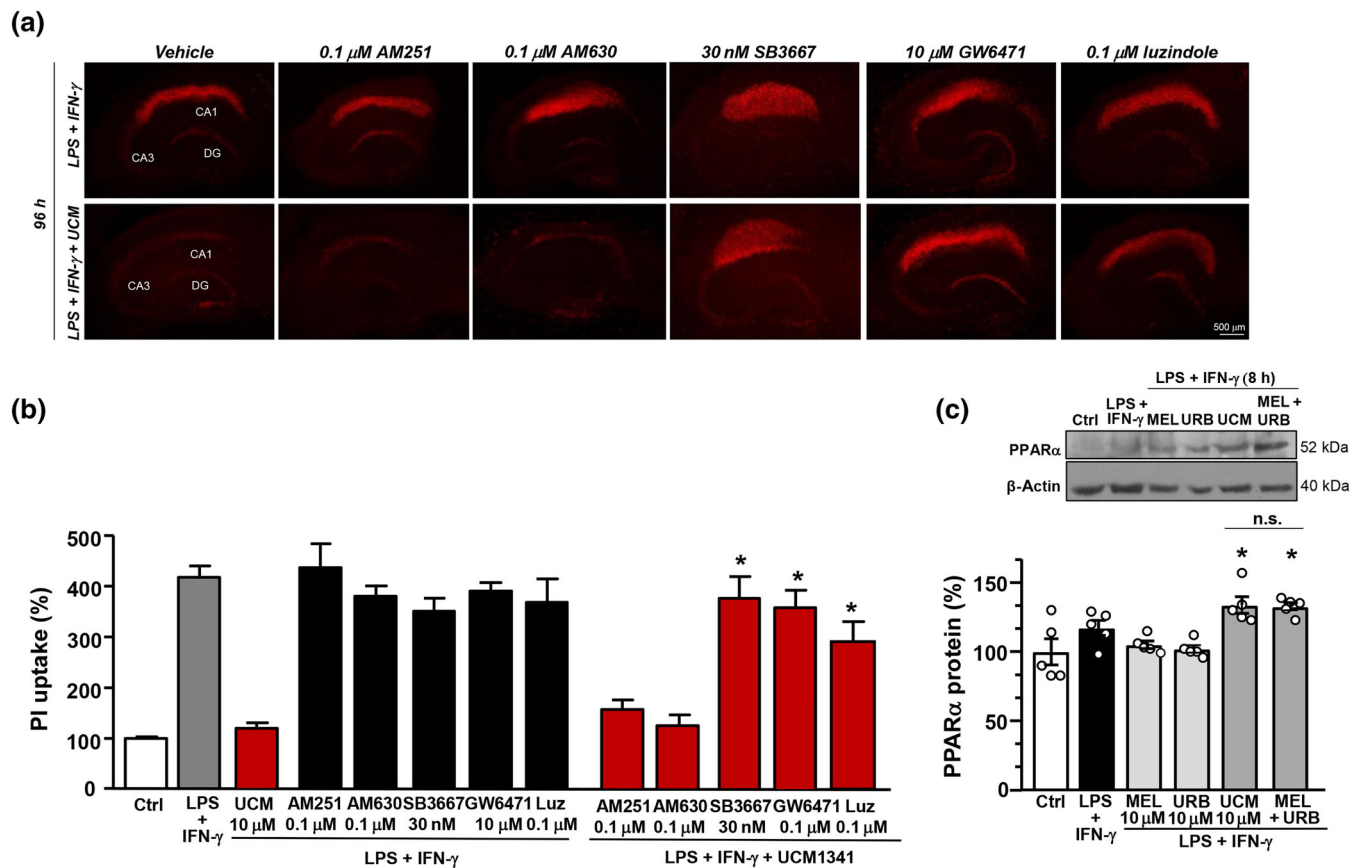 (a)
Vehicle 0.1 μM AM251 0.1 μM AM630 30 nM SB3667 10 μM GW6471 0.1 μM luzindole
96 h
LPS + IFN-γ
CA1
CA3 DG
LPS + IFN-γ + UCM
CA1
CA3 DG
500 μm
(b)
PI uptake (%)
500
400
300
200
100
0
* * *
Ctrl LPS + IFN-γ UCM AM251 AM630 SB3667 GW6471 Luz AM251 AM630 SB3667 GW6471 Luz
10 μM 0.1 μM 0.1 μM 30 nM 10 μM 0.1 μM 0.1 μM 0.1 μM 30 nM 0.1 μM 0.1 μM
LPS + IFN-γ LPS + IFN-γ + UCM1341
(c)
LPS + IFN-γ (8 h)
Ctrl LPS + IFN-γ MEL URB UCM MEL + URB
PPARα 52 kDa
β-Actin 40 kDa
n.s.
* *
PPARα protein (%)
150
100
50
0
Ctrl LPS + IFN-γ MEL URB UCM MEL + URB
10 μM 10 μM 10 μM
LPS + IFN-γ